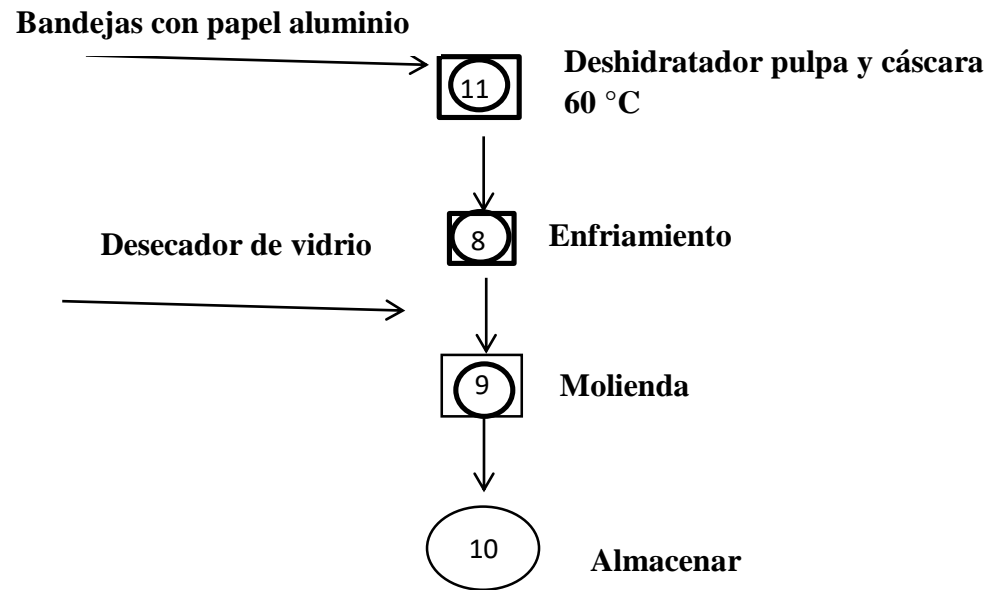 Bandejas con papel aluminio
11
Deshidratador pulpa y cáscara
60 °C
8
Enfriamiento
Desecador de vidrio
9
Molienda
10
Almacenar